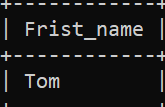 +------------+
| Frist_name |
+------------+
| Tom